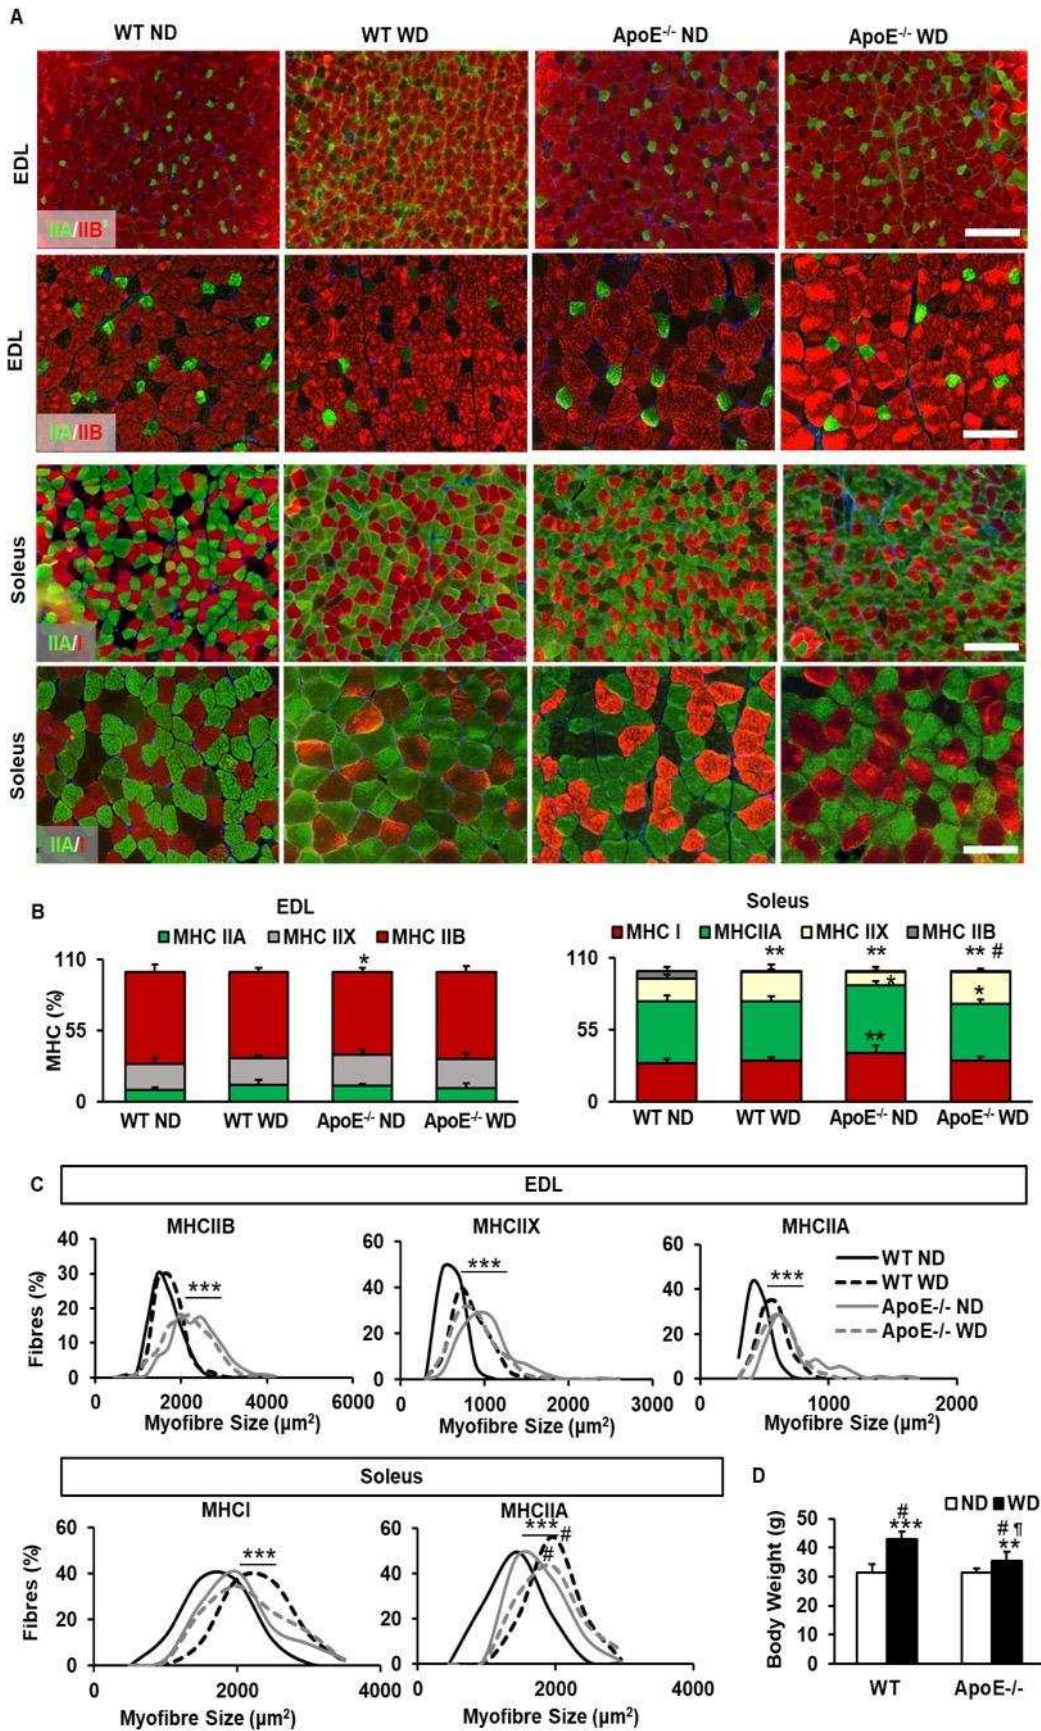 A
WT ND
WT WD
ApoE-/- ND
ApoE-/- WD
EDL
IIA/IIB
EDL
IIA/IIB
Soleus
IIA/I
Soleus
IIA/I
B
EDL
MHC IIA MHC IIX MHC IIB
MHC (%)
110
55
0
*
WT ND WT WD ApoE-/- ND ApoE-/- WD
Soleus
MHC I MHCIIA MHC IIX MHC IIB
110
55
0
** ** ** #
* *
**
WT ND WT WD ApoE-/- ND ApoE-/- WD
C
EDL
MHCIIB
Fibres (%)
40
30
20
10
0
***
0 2000 4000 6000
Myofibre Size (µm²)
MHCIIX
60
40
20
0
***
0 1000 2000 3000
Myofibre Size (µm²)
MHCIIA
60
40
20
0
***
0 1000 2000
Myofibre Size (µm²)
WT ND
WT WD
ApoE-/- ND
ApoE-/- WD
Soleus
MHCI
Fibres (%)
60
40
20
0
***
0 2000 4000
Myofibre Size (µm²)
MHCIIA
60
40
20
0
*** #
#
0 2000 4000
Myofibre Size (µm²)
D
ND WD
Body Weight (g)
50
40
30
20
10
0
#
***
# ¶
**
WT ApoE-/-